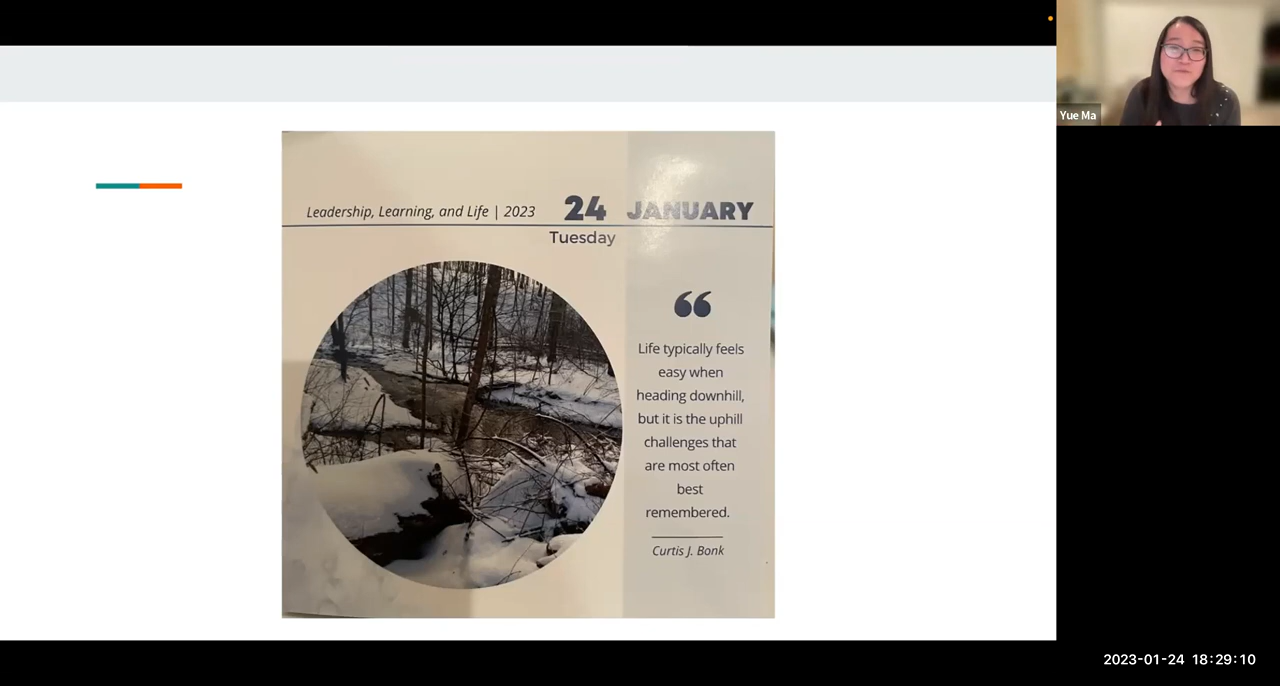 Yue Ma
Leadership, Learning, and Life | 2023
24 JANUARY
Tuesday
“
Life typically feels
easy when
heading downhill,
but it is the uphill
challenges that
are most often
best
remembered.
Curtis J. Bonk
2023-01-24 18:29:10